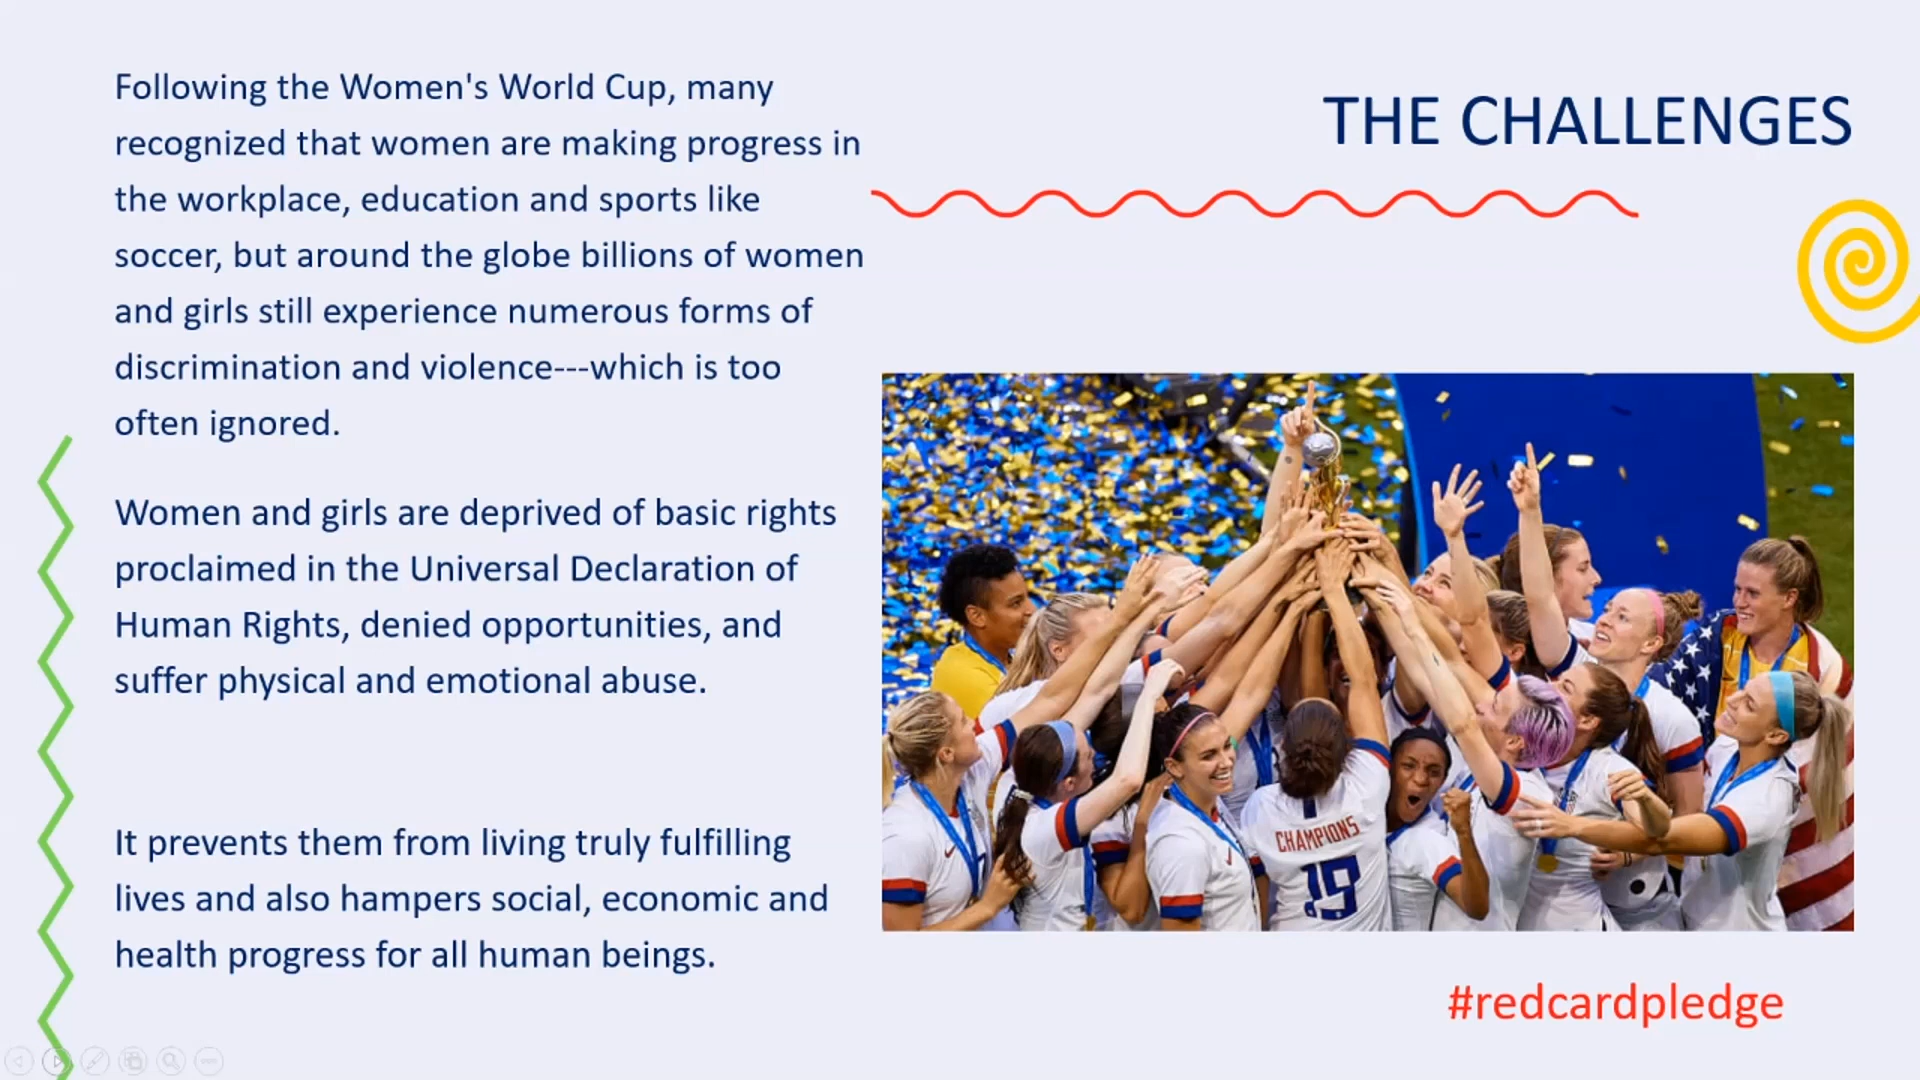 Following the Women's World Cup, many
recognized that women are making progress in
the workplace, education and sports like
soccer, but around the globe billions of women
and girls still experience numerous forms of
discrimination and violence---which is too
often ignored.
Women and girls are deprived of basic rights
proclaimed in the Universal Declaration of
Human Rights, denied opportunities, and
suffer physical and emotional abuse.
It prevents them from living truly fulfilling
lives and also hampers social, economic and
health progress for all human beings.
THE CHALLENGES
CHAMPIONS
19
#redcardpledge